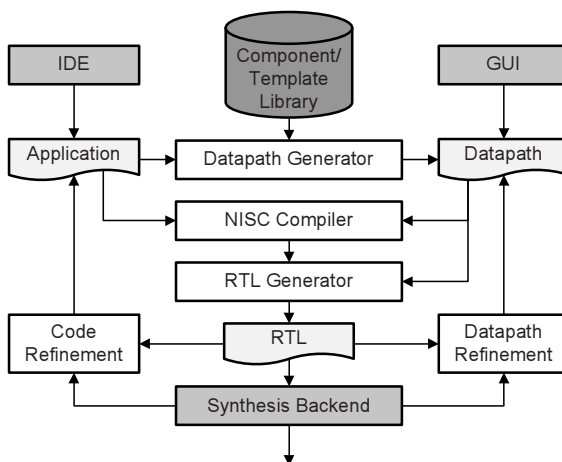 IDE
Component/
Template
Library
GUI
Application
Datapath Generator
Datapath
NISC Compiler
RTL Generator
Code
Refinement
RTL
Datapath
Refinement
Synthesis Backend